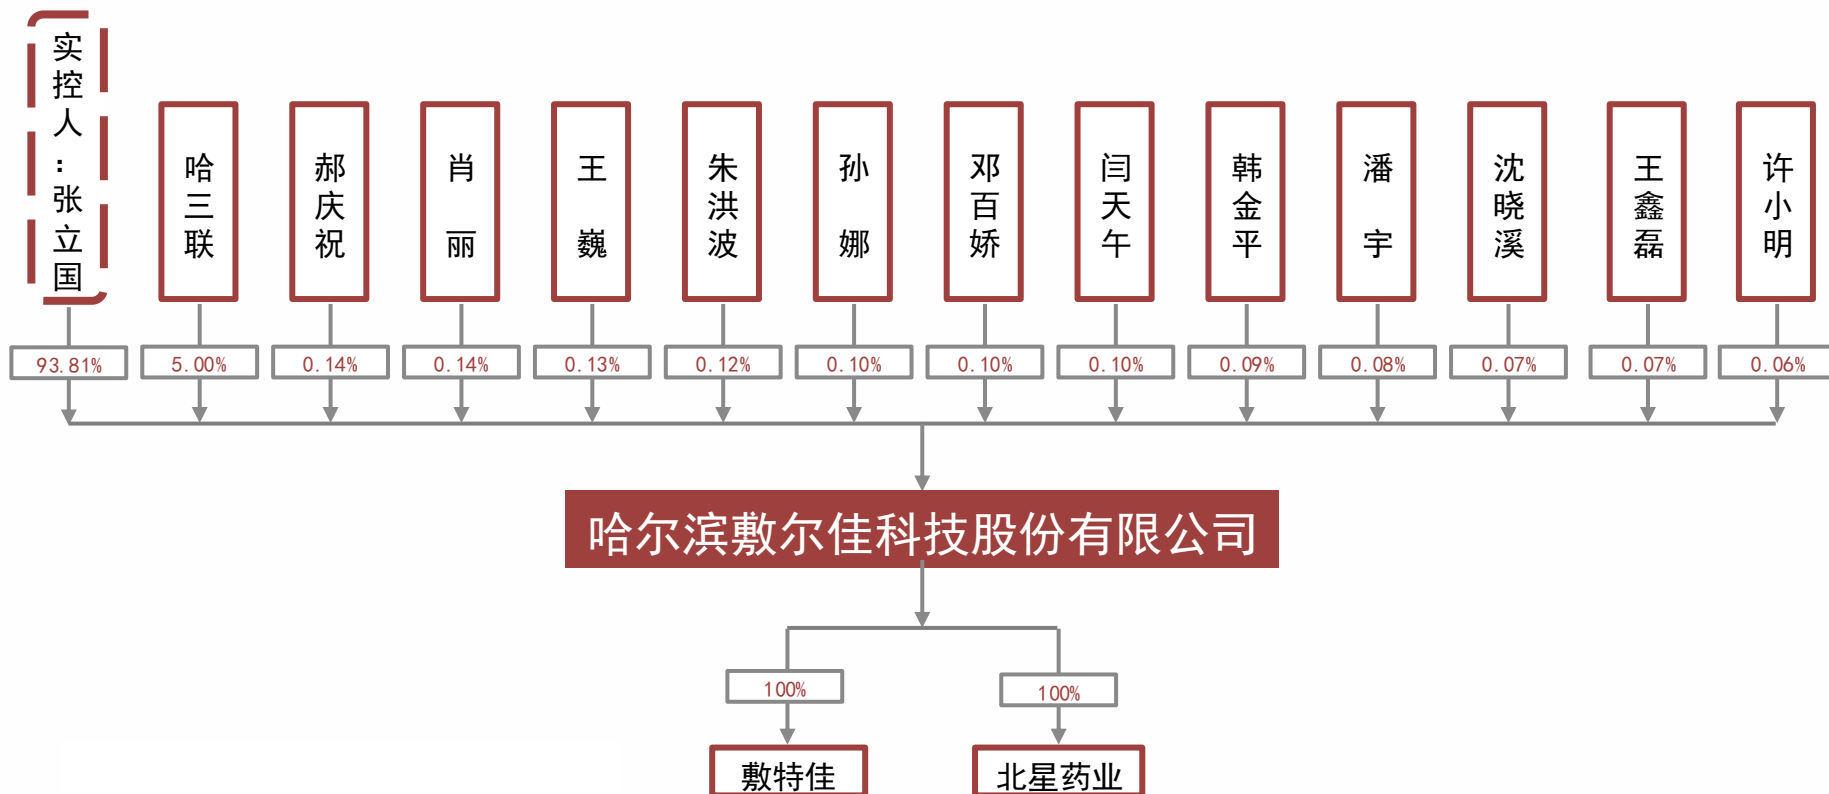 实控人：张立国
哈三联
郝庆祝
肖丽
王巍
朱洪波
孙娜
邓百娇
闫天午
韩金平
潘宇
沈晓溪
王鑫磊
许小明
93.81%
5.00%
0.14%
0.14%
0.13%
0.12%
0.10%
0.10%
0.10%
0.09%
0.08%
0.07%
0.07%
0.06%
哈尔滨敷尔佳科技股份有限公司
100%
100%
敷特佳
北星药业